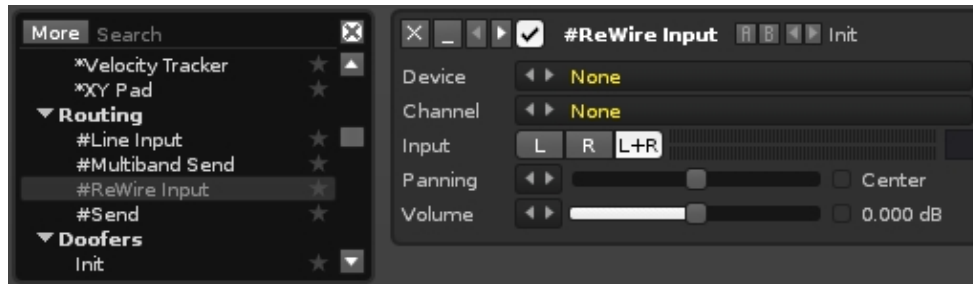 More Search
*Velocity Tracker
*XY Pad
Routing
#Line Input
#Multiband Send
#ReWire Input
#Send
Doofers
Init
#ReWire Input A B Init
Device None
Channel None
Input L R L+R
Panning Center
Volume 0.000 dB